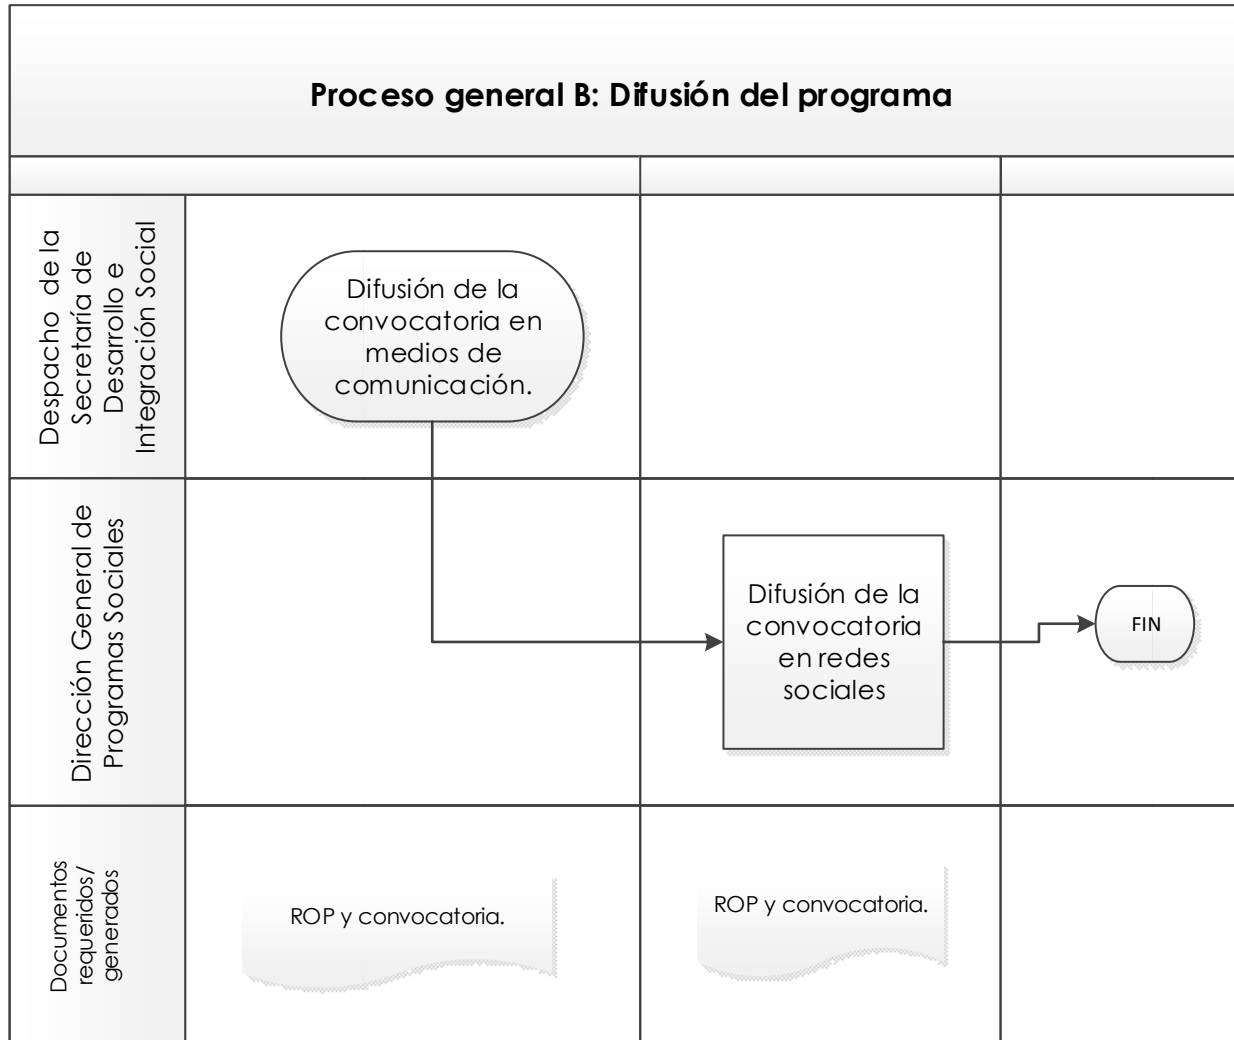 Proceso general B: Difusión del programa
Despacho de la
Secretaría de
Desarrollo e
Integración Social
Difusión de la
convocatoria en
medios de
comunicación.
Dirección General de
Programas Sociales
Difusión de la
convocatoria
en redes
sociales
FIN
Documentos
requeridos/
generados
ROP y convocatoria.
ROP y convocatoria.